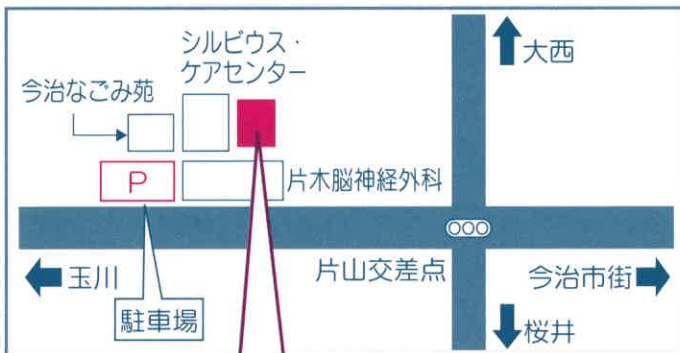 シルビウス・
ケアセンター
大西
今治なごみ苑
P
片木脳神経外科
玉川
片山交差点
今治市街
駐車場
桜井